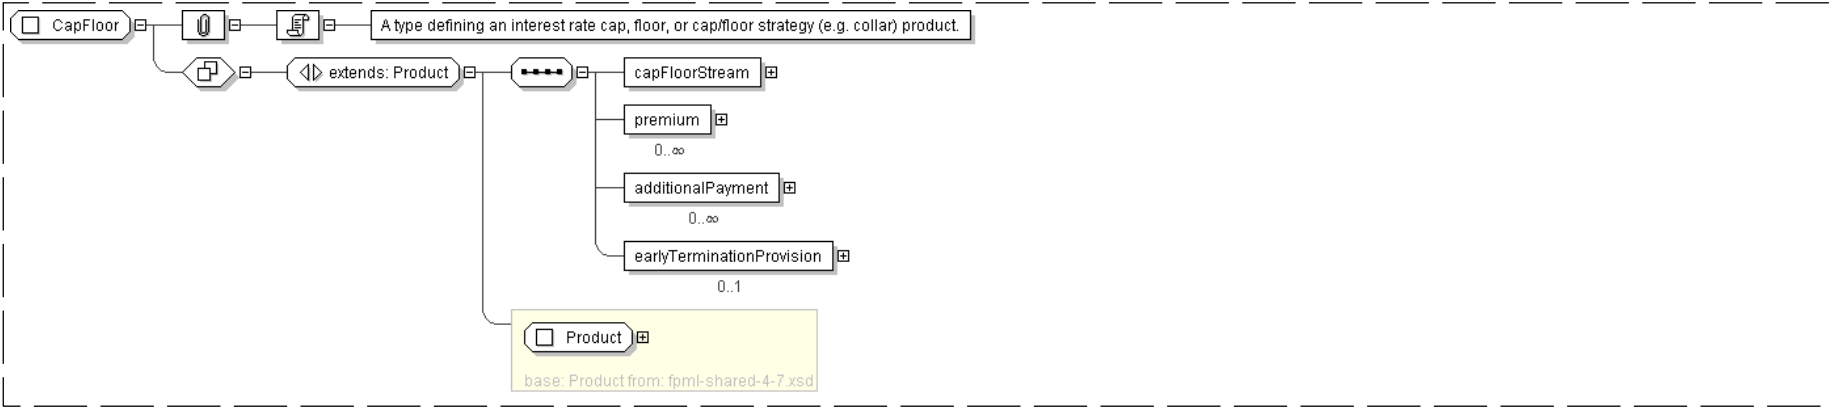 CapFloor
A type defining an interest rate cap, floor, or cap/floor strategy (e.g. collar) product.
extends: Product
capFloorStream
premium
0..∞
additionalPayment
0..∞
earlyTerminationProvision
0..1
Product
base: Product from: fpml-shared-4-7.xsd